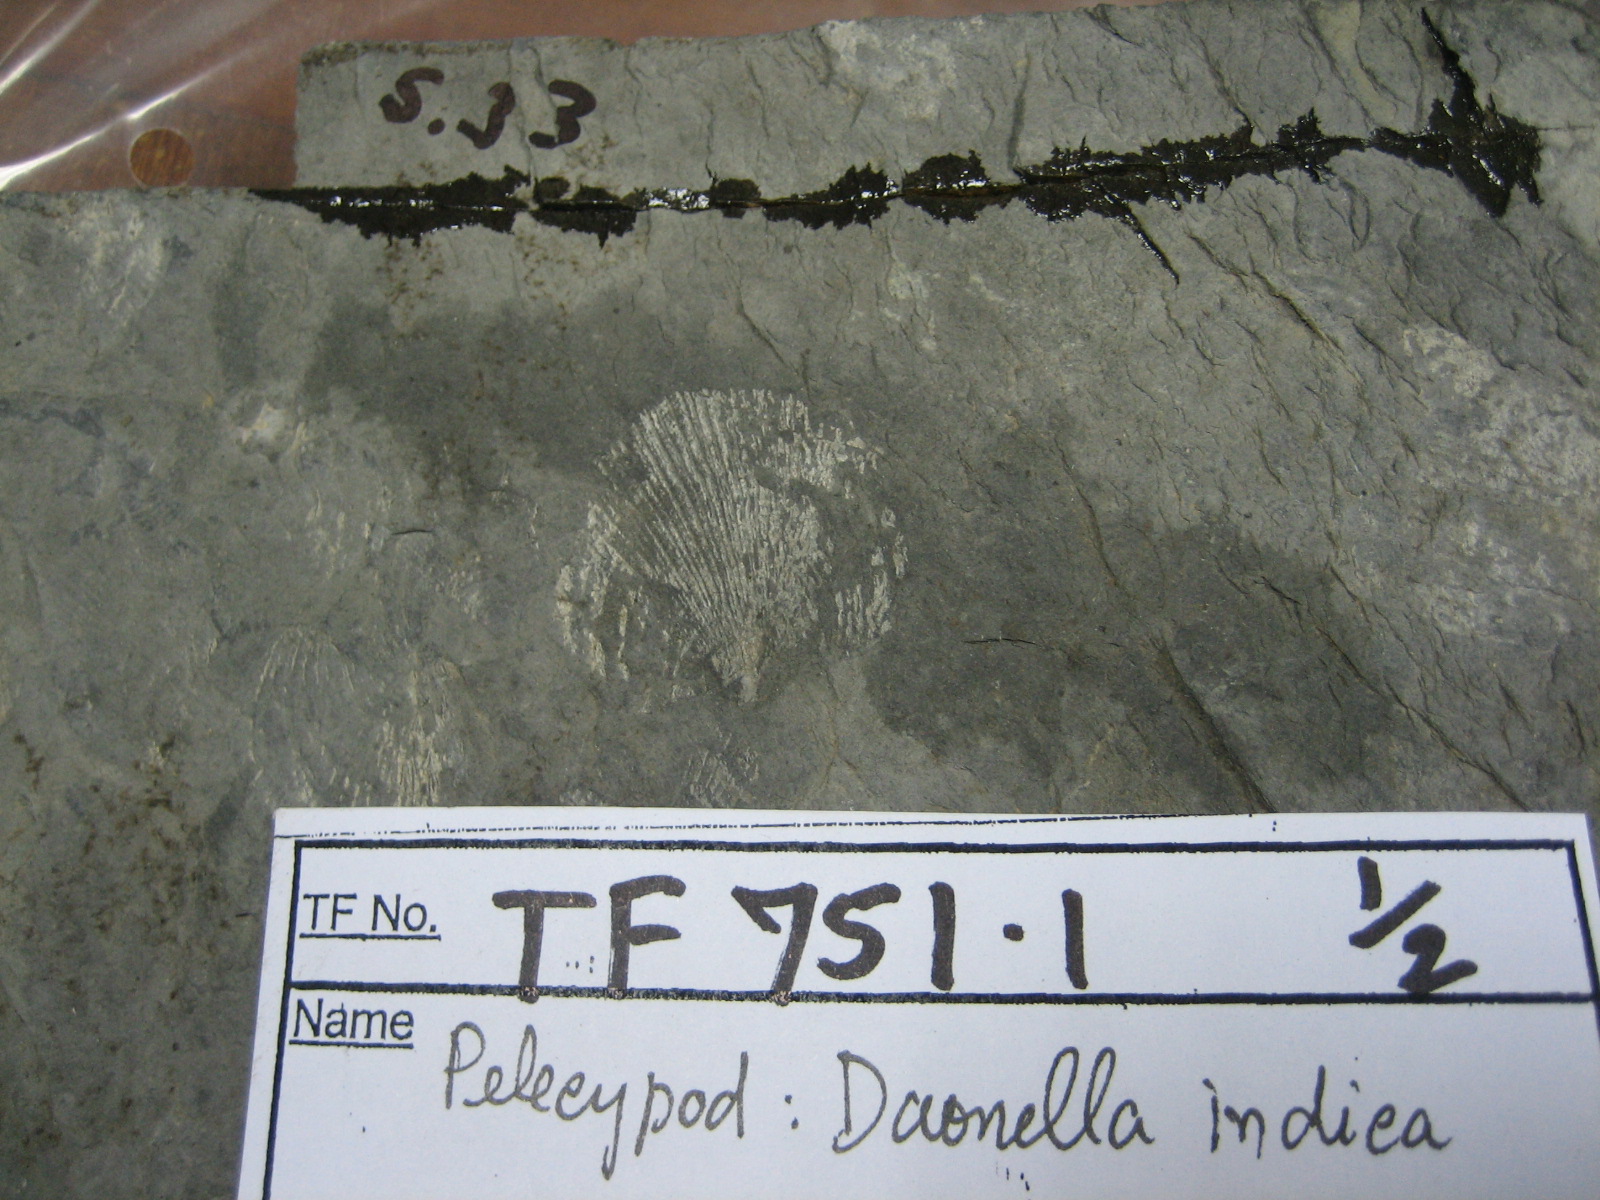 S.33
TF No. TF 751.1 1/2
Name
Pelecypod : Daonella indica